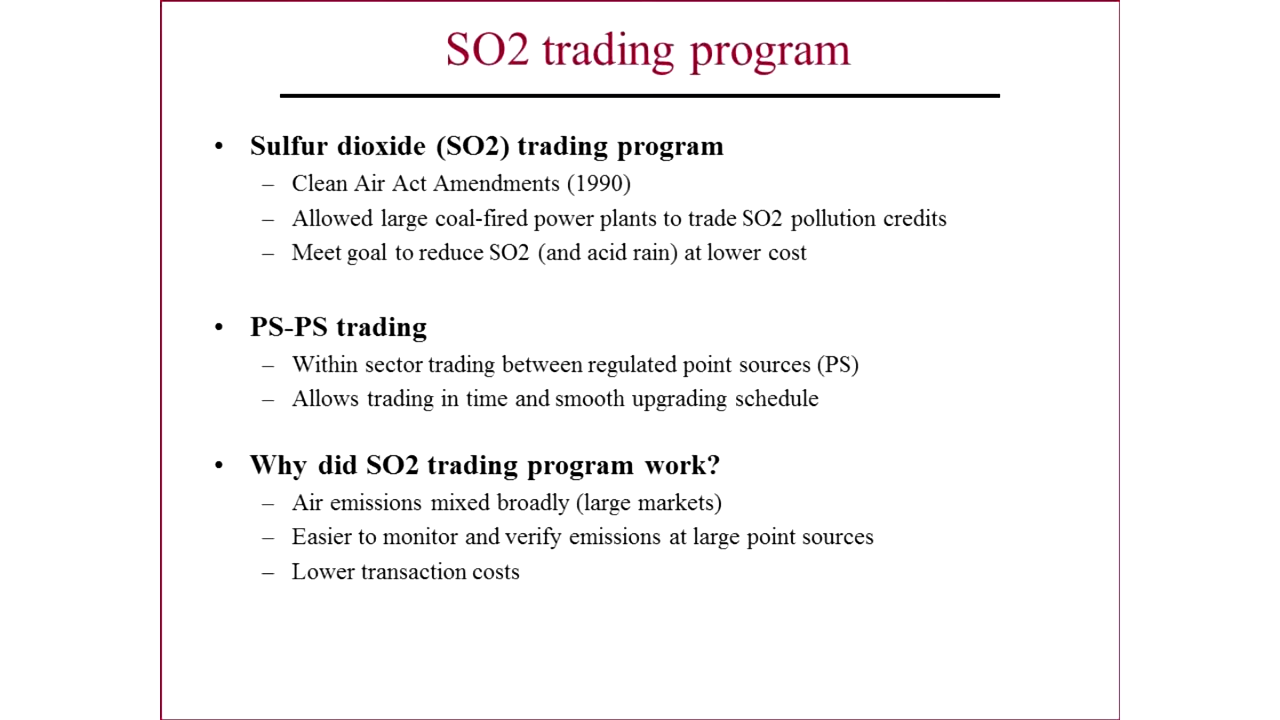 SO2 trading program
• Sulfur dioxide (SO2) trading program
– Clean Air Act Amendments (1990)
– Allowed large coal-fired power plants to trade SO2 pollution credits
– Meet goal to reduce SO2 (and acid rain) at lower cost
• PS-PS trading
– Within sector trading between regulated point sources (PS)
– Allows trading in time and smooth upgrading schedule
• Why did SO2 trading program work?
– Air emissions mixed broadly (large markets)
– Easier to monitor and verify emissions at large point sources
– Lower transaction costs